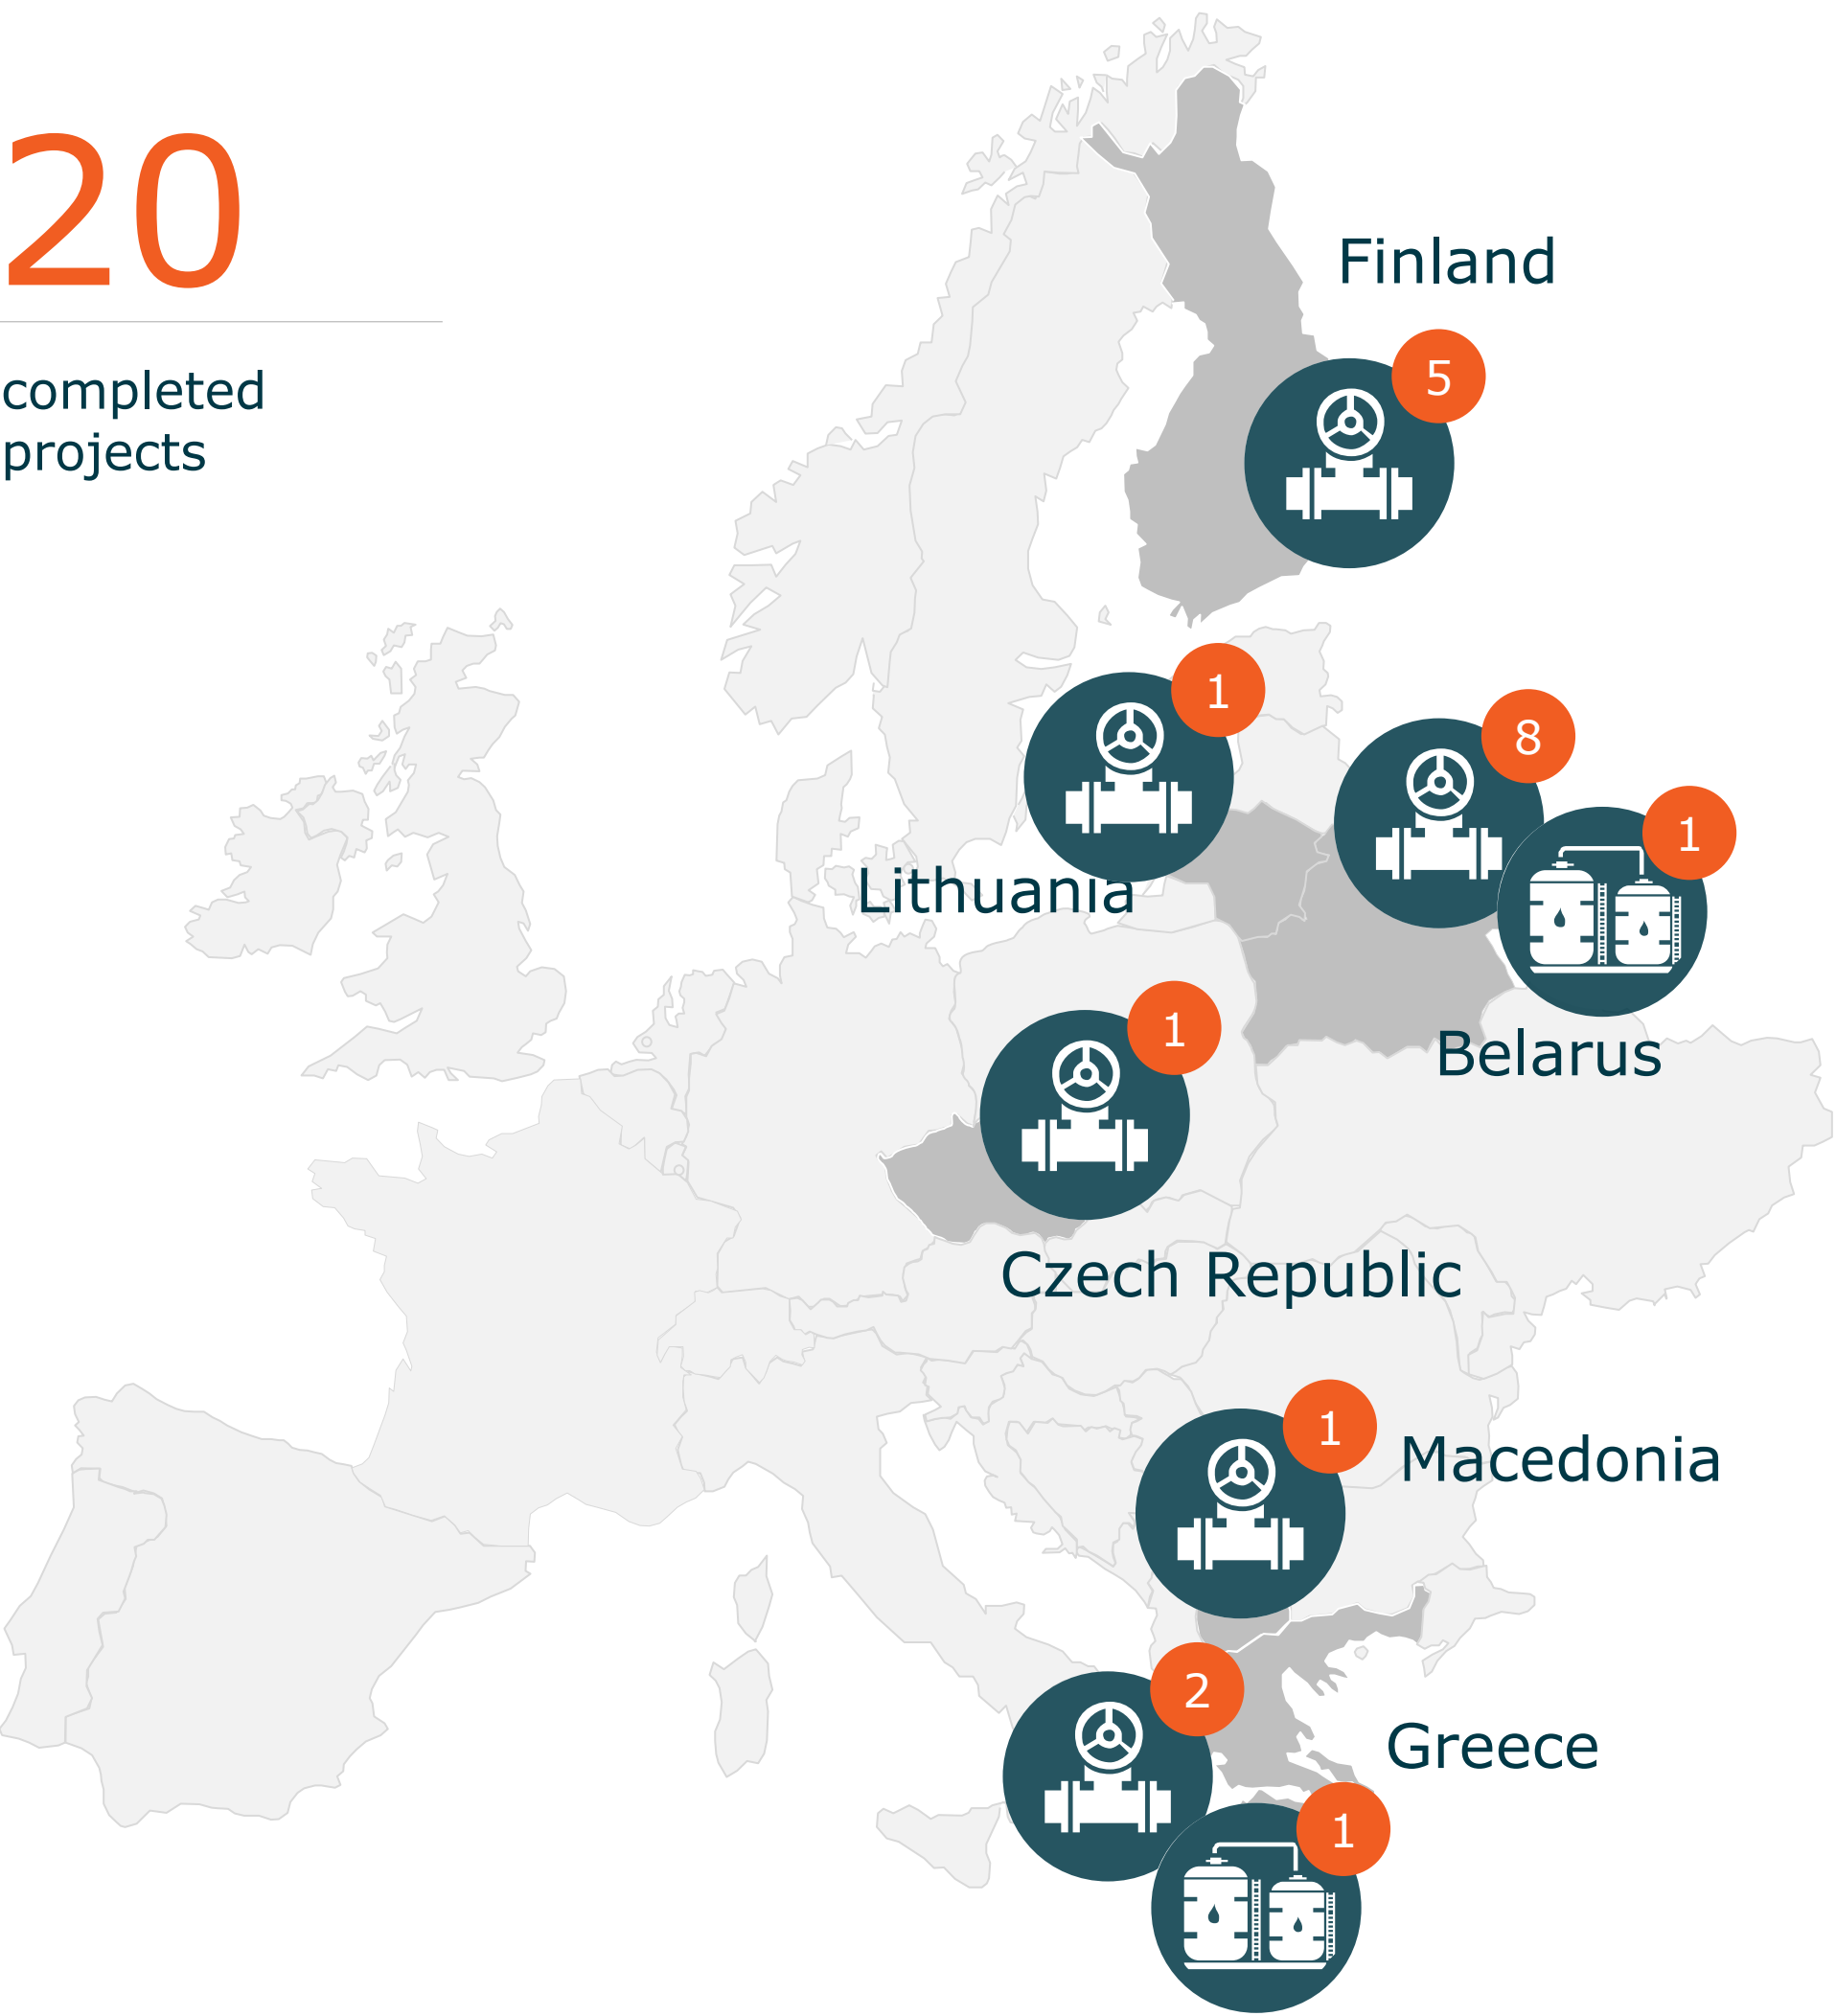 20
completed
projects
Finland
5
1
8
1
Lithuania
Belarus
1
Czech Republic
1
Macedonia
2
Greece
1